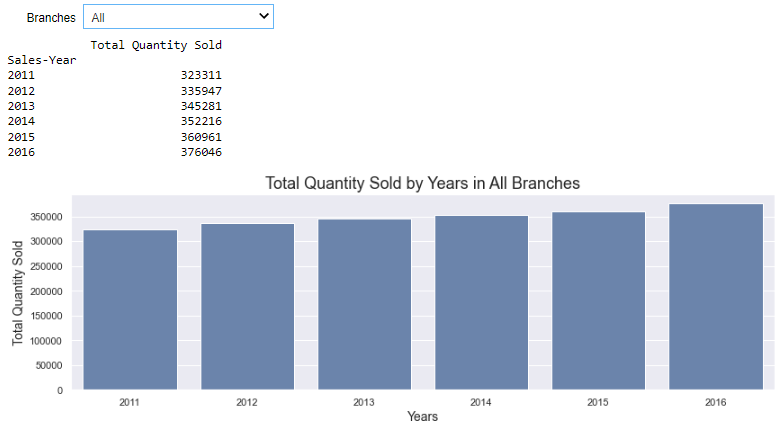 Branches All
Total Quantity Sold
Sales-Year
2011 323311
2012 335947
2013 345281
2014 352216
2015 360961
2016 376046
Total Quantity Sold by Years in All Branches
Total Quantity Sold
350000
300000
250000
200000
150000
100000
50000
0
2011 2012 2013 2014 2015 2016
Years